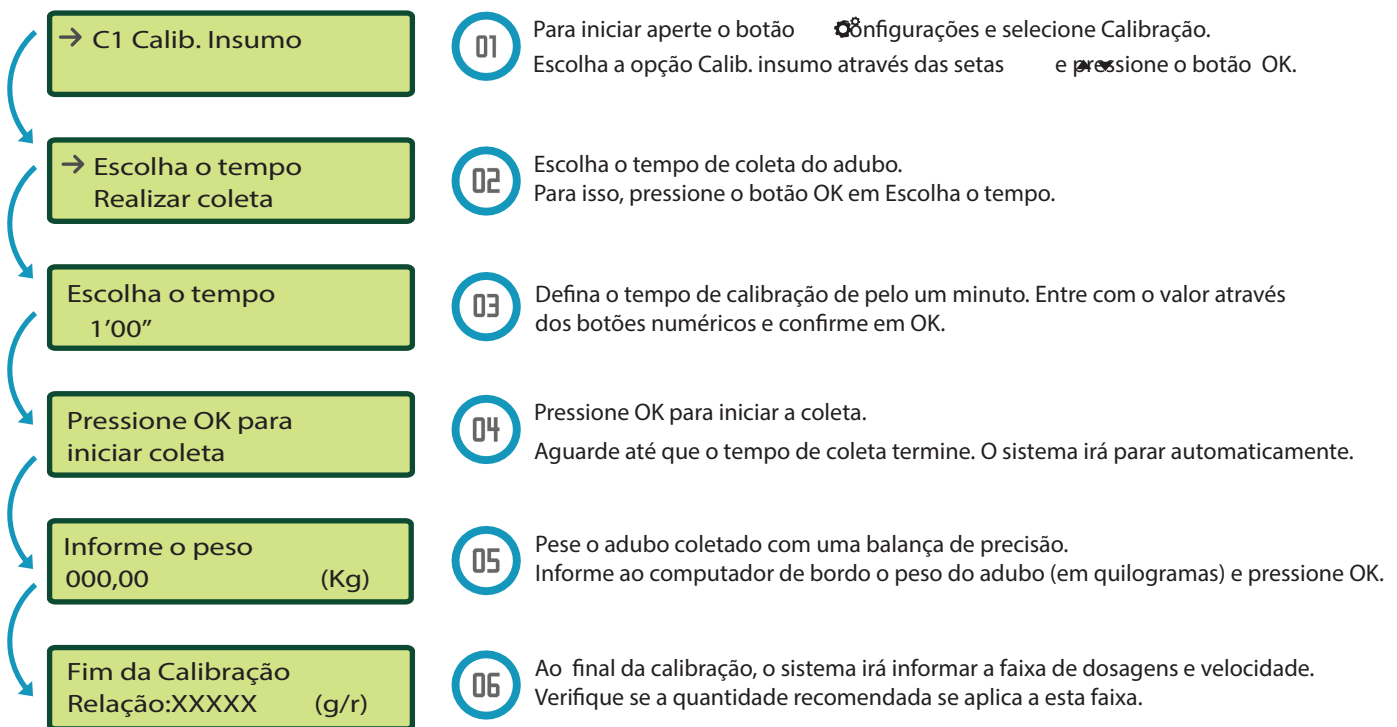 → C1 Calib. Insumo
01
Para iniciar aperte o botão Configurações e selecione Calibração.
Escolha a opção Calib. insumo através das setas e pressione o botão OK.
→ Escolha o tempo
Realizar coleta
02
Escolha o tempo de coleta do adubo.
Para isso, pressione o botão OK em Escolha o tempo.
Escolha o tempo
1’00”
03
Defina o tempo de calibração de pelo um minuto. Entre com o valor através
dos botões numéricos e confirme em OK.
Pressione OK para
iniciar coleta
04
Pressione OK para iniciar a coleta.
Aguarde até que o tempo de coleta termine. O sistema irá parar automaticamente.
Informe o peso
000,00 (Kg)
05
Pese o adubo coletado com uma balança de precisão.
Informe ao computador de bordo o peso do adubo (em quilogramas) e pressione OK.
Fim da Calibração
Relação:XXXXX (g/r)
06
Ao final da calibração, o sistema irá informar a faixa de dosagens e velocidade.
Verifique se a quantidade recomendada se aplica a esta faixa.